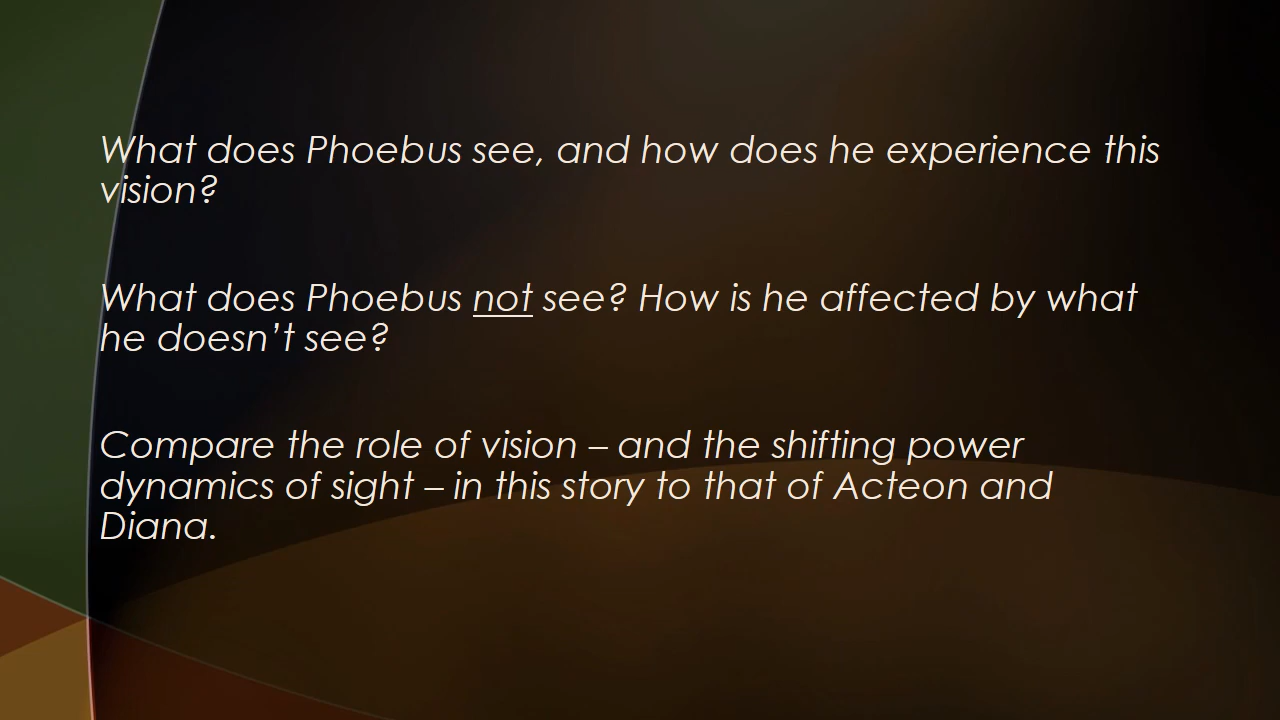 What does Phoebus see, and how does he experience this
vision?
What does Phoebus not see? How is he affected by what
he doesn’t see?
Compare the role of vision – and the shifting power
dynamics of sight – in this story to that of Acteon and
Diana.